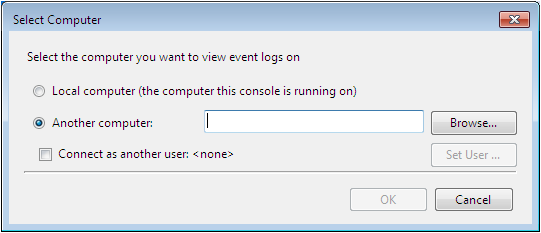 Select Computer
Select the computer you want to view event logs on
Local computer (the computer this console is running on)
Another computer:
Browse...
Connect as another user: <none>
Set User ...
OK
Cancel